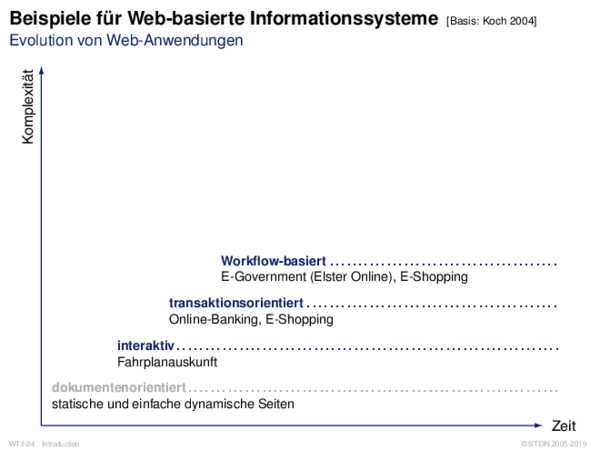 Beispiele für Web-basierte Informationssysteme [Basis: Koch 2004]
Evolution von Web-Anwendungen
Komplexität
Workflow-basiert
E-Government (Elster Online), E-Shopping
transaktionsorientiert
Online-Banking, E-Shopping
interaktiv
Fahrplanauskunft
dokumentenorientiert
statische und einfache dynamische Seiten
Zeit
WT:I-24 Introduction
© STEIN 2005-2019